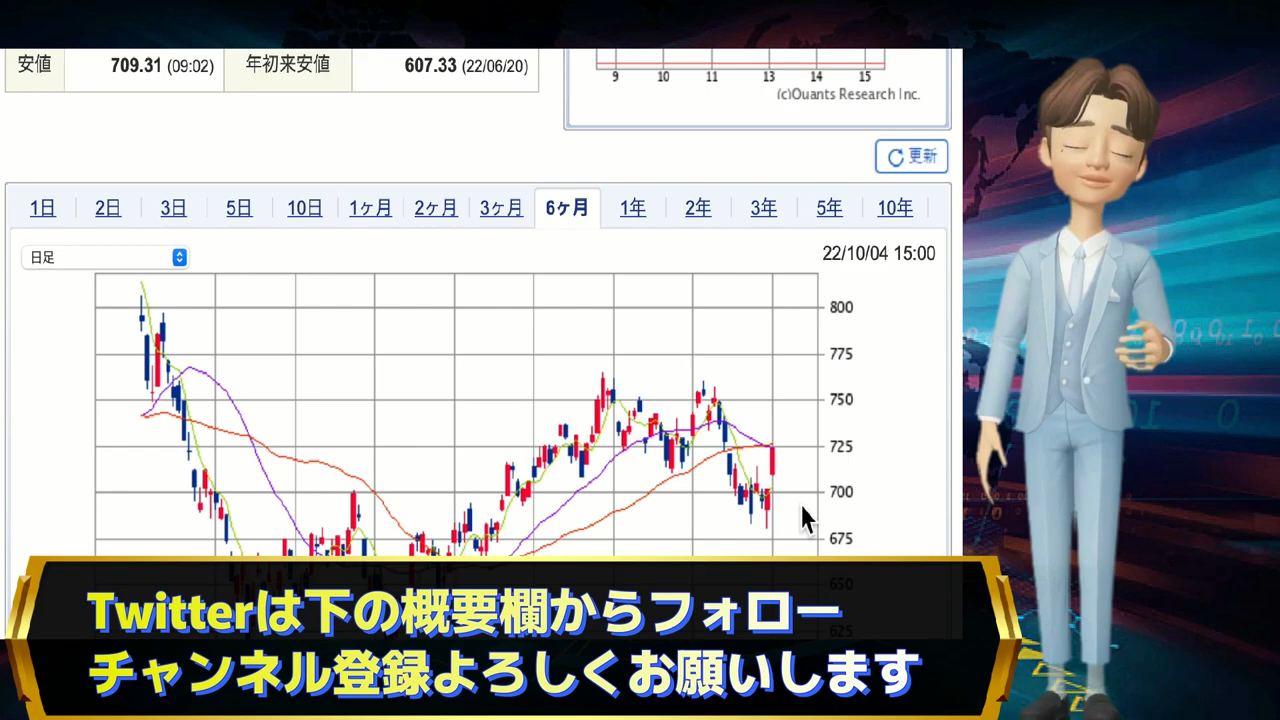 安値 709.31 (09:02) 年初来安値 607.33 (22/06/20)
9 10 11 13 14 15
(c)Quants Research Inc.
更新
1日 2日 3日 5日 10日 1ヶ月 2ヶ月 3ヶ月 6ヶ月 1年 2年 3年 5年 10年
日足
22/10/04 15:00
800
775
750
725
700
675
650
625
Twitterは下の概要欄からフォロー
チャンネル登録よろしくお願いします